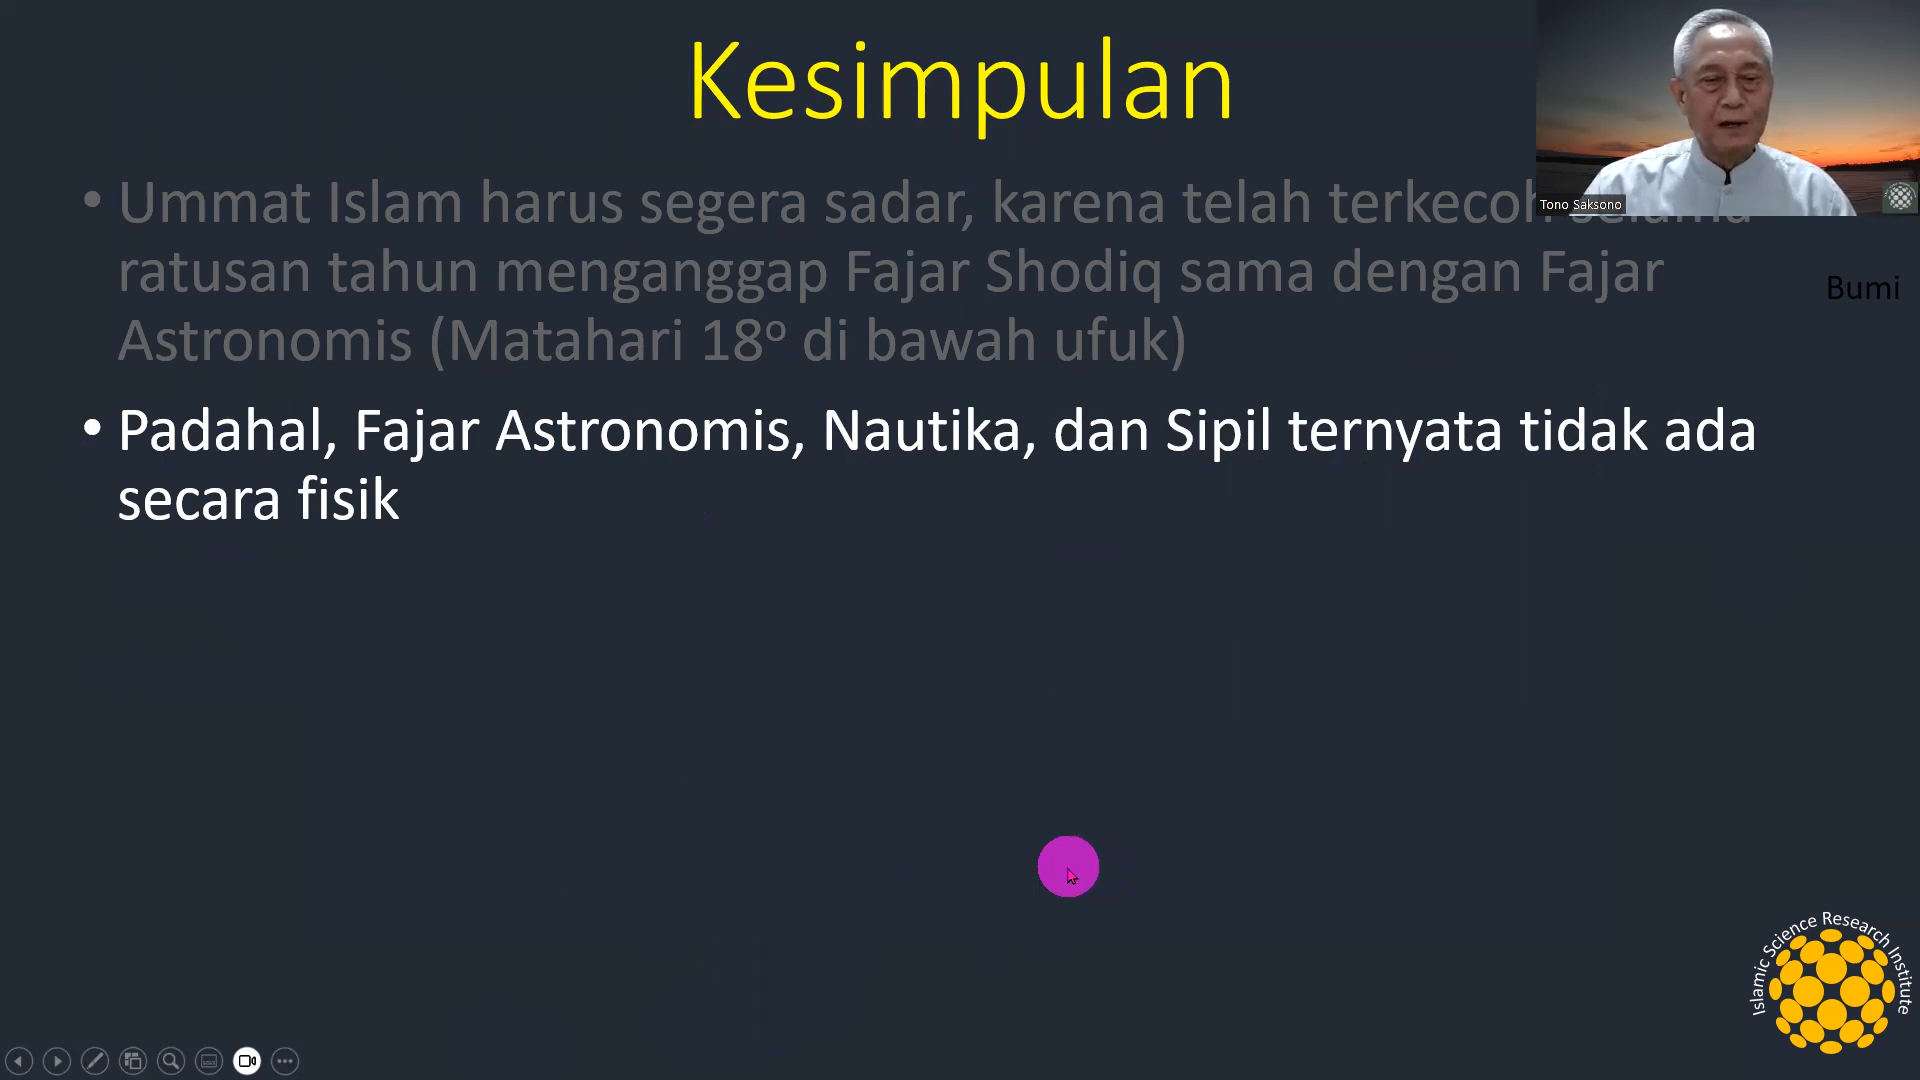 Kesimpulan
Tono Saksono
• Ummat Islam harus segera sadar, karena telah terkecoh selama
ratusan tahun menganggap Fajar Shodiq sama dengan Fajar
Astronomis (Matahari 18º di bawah ufuk)
Bumi
• Padahal, Fajar Astronomis, Nautika, dan Sipil ternyata tidak ada
secara fisik
Islamic Science Research Institute